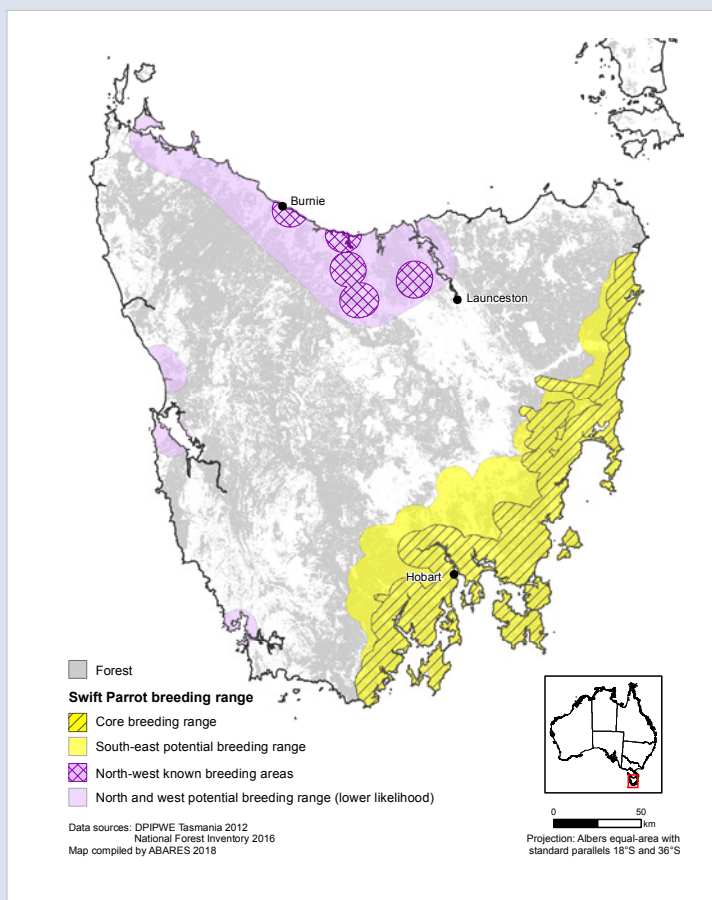 Burnie
Launceston
Hobart
Forest
Swift Parrot breeding range
Core breeding range
South-east potential breeding range
North-west known breeding areas
North and west potential breeding range (lower likelihood)
Data sources: DPIPWE Tasmania 2012
National Forest Inventory 2016
Map compiled by ABARES 2018
0 50
km
Projection: Albers equal-area with
standard parallels 18°S and 36°S